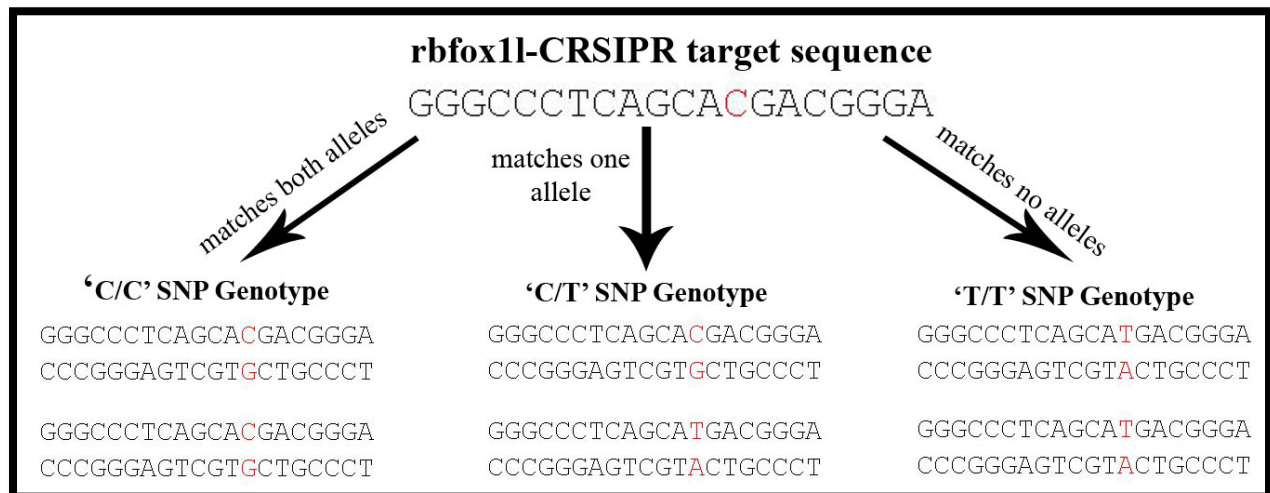 rbfox1l-CRSIPR target sequence
GGGCCCTCAGCACGACGGGA
matches both alleles
matches one
allele
matches no alleles
‘C/C’ SNP Genotype
GGGCCCTCAGCACGACGGGA
CCCGGGAGTCGTGCTGCCCT
GGGCCCTCAGCACGACGGGA
CCCGGGAGTCGTGCTGCCCT
‘C/T’ SNP Genotype
GGGCCCTCAGCACGACGGGA
CCCGGGAGTCGTGCTGCCCT
GGGCCCTCAGCATGACGGGA
CCCGGGAGTCGTACTGCCCT
‘T/T’ SNP Genotype
GGGCCCTCAGCATGACGGGA
CCCGGGAGTCGTACTGCCCT
GGGCCCTCAGCATGACGGGA
CCCGGGAGTCGTACTGCCCT